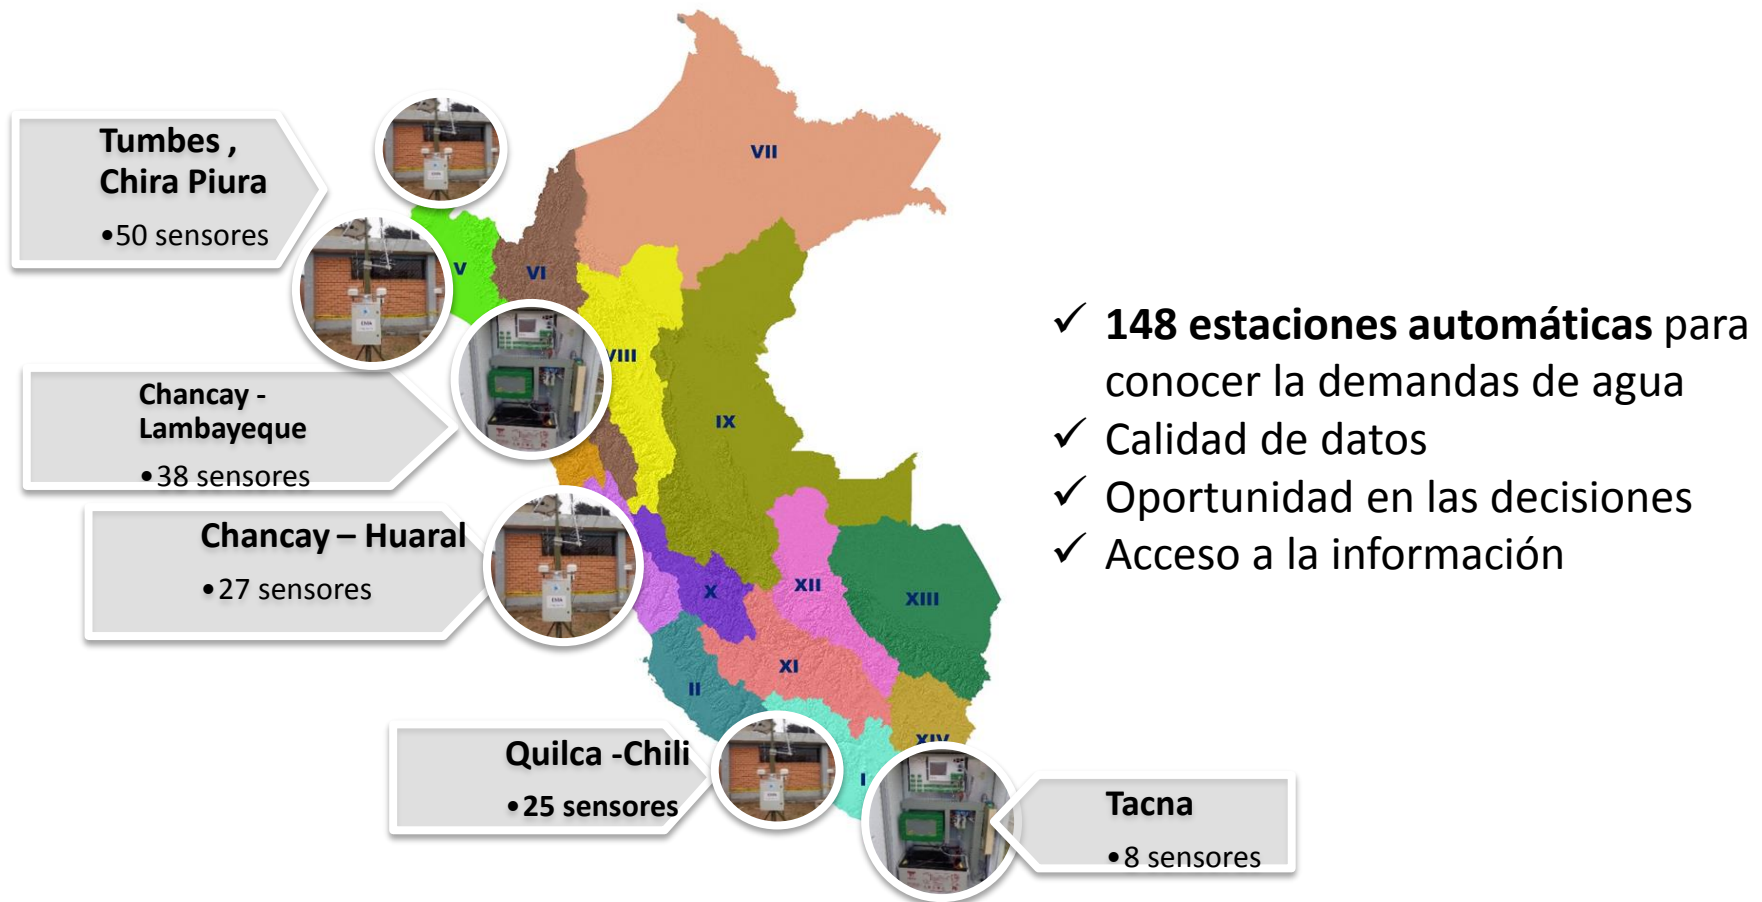 Tumbes ,
Chira Piura
•50 sensores
Chancay -
Lambayeque
•38 sensores
Chancay – Huaral
•27 sensores
Quilca -Chili
•25 sensores
Tacna
•8 sensores
VII
V
VI
VIII
IX
X
XII
XIII
XI
II
XIV
I
✓ 148 estaciones automáticas para
conocer la demandas de agua
✓ Calidad de datos
✓ Oportunidad en las decisiones
✓ Acceso a la información